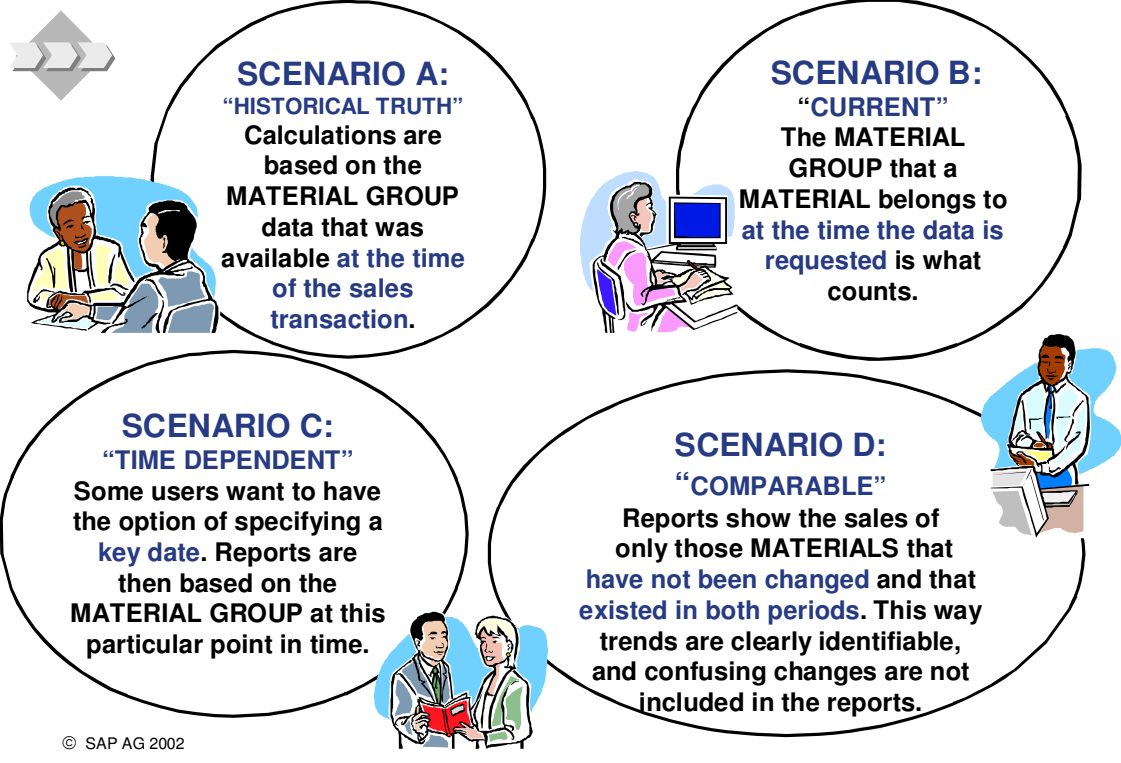 SCENARIO A:
“HISTORICAL TRUTH”
Calculations are
based on the
MATERIAL GROUP
data that was
available at the time
of the sales
transaction.
SCENARIO B:
“CURRENT”
The MATERIAL
GROUP that a
MATERIAL belongs to
at the time the data is
requested is what
counts.
SCENARIO C:
“TIME DEPENDENT”
Some users want to have
the option of specifying a
key date. Reports are
then based on the
MATERIAL GROUP at this
particular point in time.
SCENARIO D:
“COMPARABLE”
Reports show the sales of
only those MATERIALS that
have not been changed and that
existed in both periods. This way
trends are clearly identifiable,
and confusing changes are not
included in the reports.
© SAP AG 2002